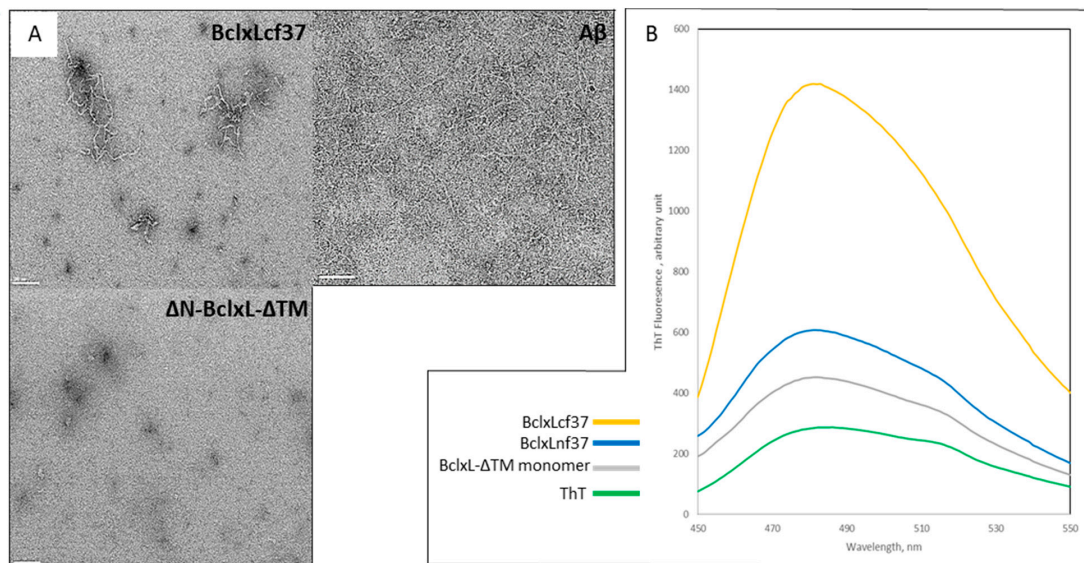 A
BclxLcf37
Aβ
ΔN-BclxL-ΔTM
B
600
1400
1200
1000
800
600
400
200
0
ThT Fluoresence , arbitrary unit
450
470
490
510
530
550
Wavelength, nm
BclxLcf37
BclxLnf37
BclxL-ΔTM monomer
ThT